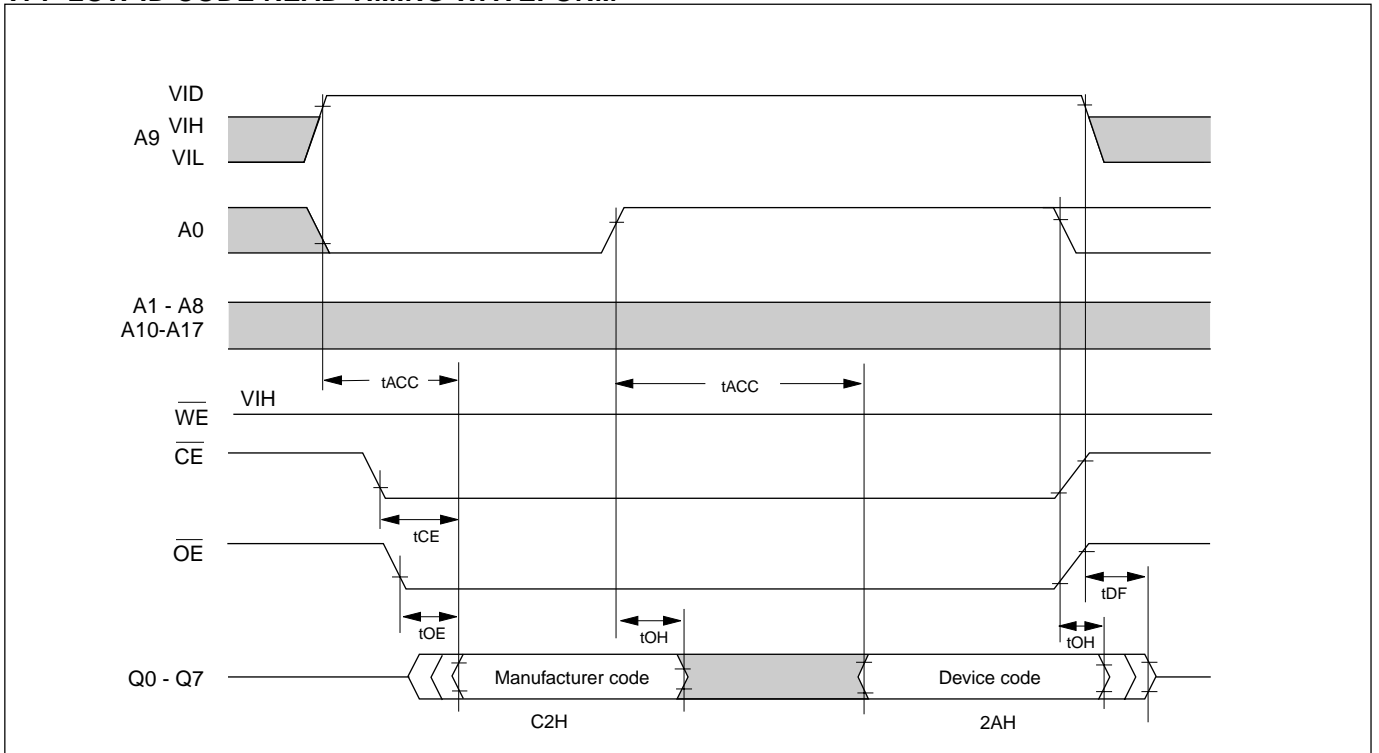 VID
A9 VIH
VIL
A0
A1 - A8
A10-A17
tACC
tACC
VIH
WE
CE
tCE
OE
tDF
tOE
tOH
tOH
Q0 - Q7
Manufacturer code
Device code
C2H
2AH